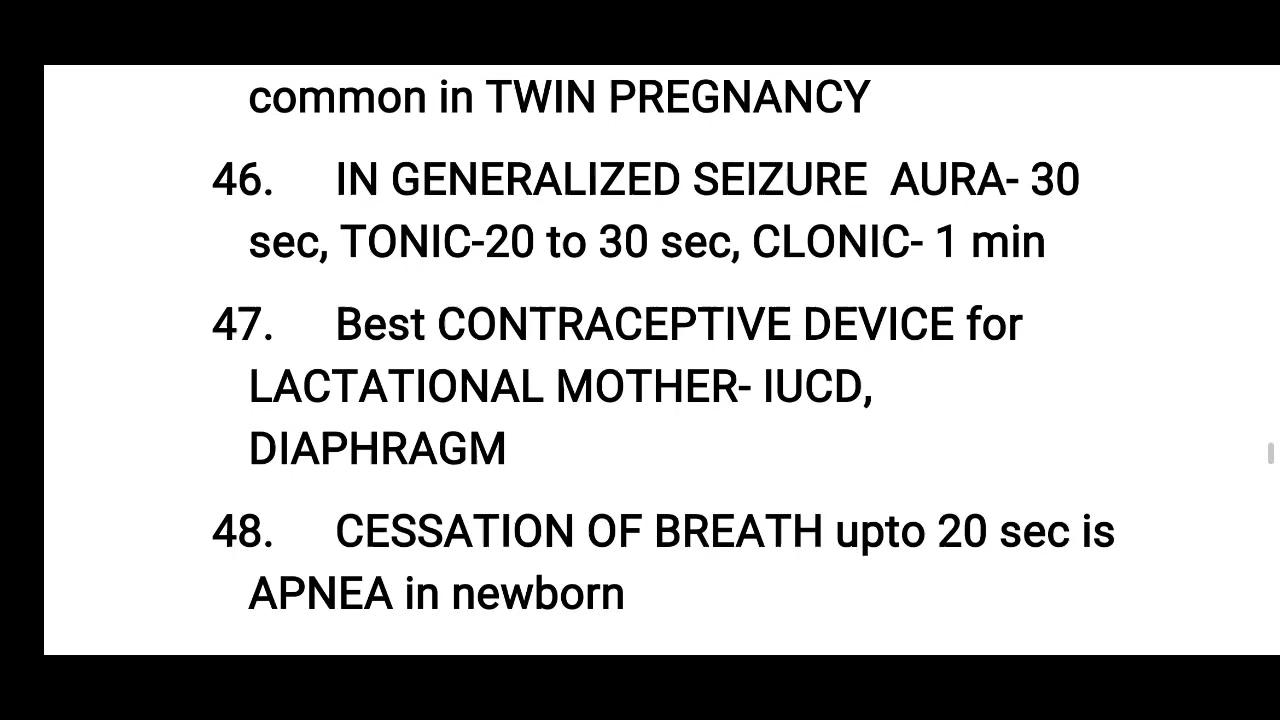 common in TWIN PREGNANCY
46. IN GENERALIZED SEIZURE AURA- 30
sec, TONIC-20 to 30 sec, CLONIC- 1 min
47. Best CONTRACEPTIVE DEVICE for
LACTATIONAL MOTHER- IUCD,
DIAPHRAGM
48. CESSATION OF BREATH upto 20 sec is
APNEA in newborn